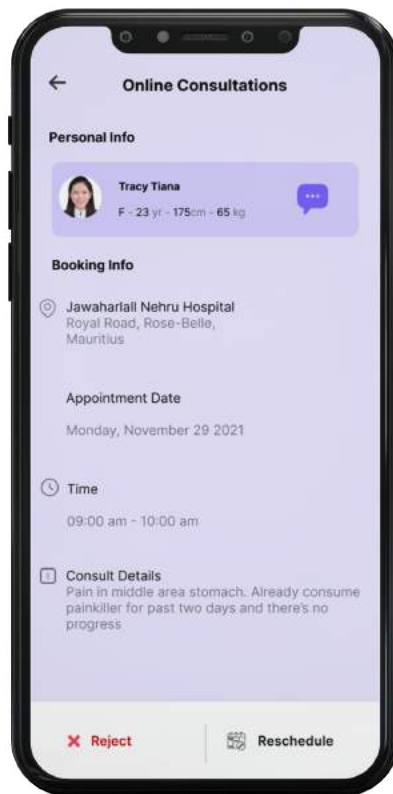 Online Consultations
Personal Info
Tracy Tiana
F - 23 yr - 175cm - 65 kg
Booking Info
Jawaharlall Nehru Hospital
Royal Road, Rose-Belle,
Mauritius
Appointment Date
Monday, November 29 2021
Time
09:00 am - 10:00 am
Consult Details
Pain in middle area stomach. Already consume
painkiller for past two days and there's no
progress
Reject
Reschedule